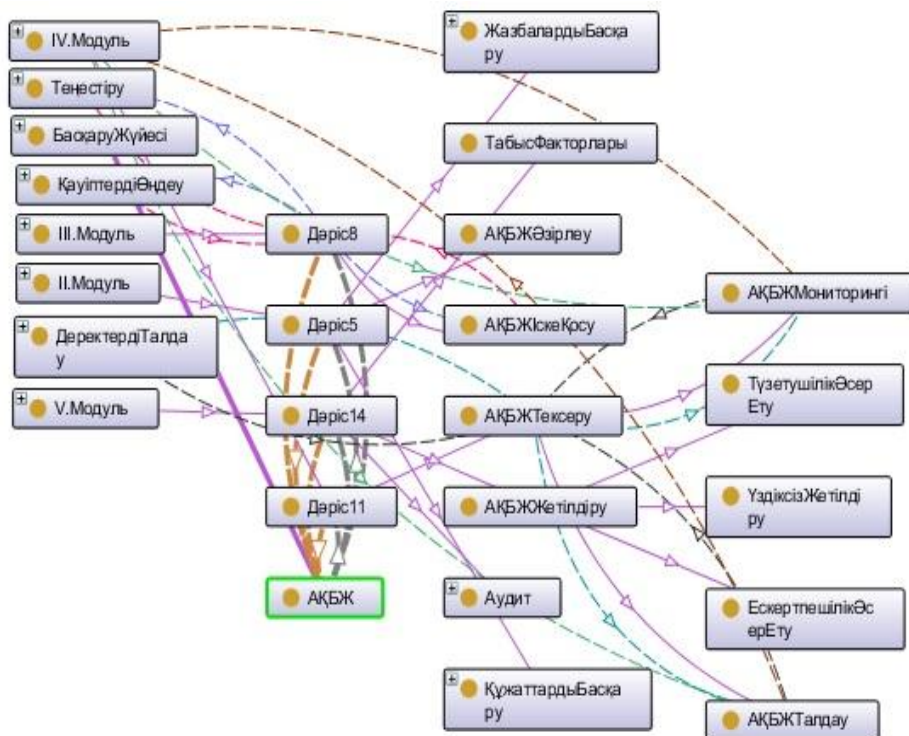 IV.Модуль
Теңестіру
БасқаруЖүйесі
ҚауіптердіӨңдеу
III.Модуль
II.Модуль
ДеректердіТалда
у
V.Модуль
Дәріс8
Дәріс5
Дәріс14
Дәріс11
АҚБЖ
ЖазбалардыБасқа
ру
ТабысФакторлары
АҚБЖӘзірлеу
АҚБЖІскеҚосу
АҚБЖТексеру
АҚБЖЖетілдіру
Аудит
ҚұжаттардыБасқа
ру
АҚБЖМониторингі
ТүзетушілікӘсер
Ету
ҮздіксізЖетілді
ру
ЕскертпешілікӘс
ерЕту
АҚБЖТалдау